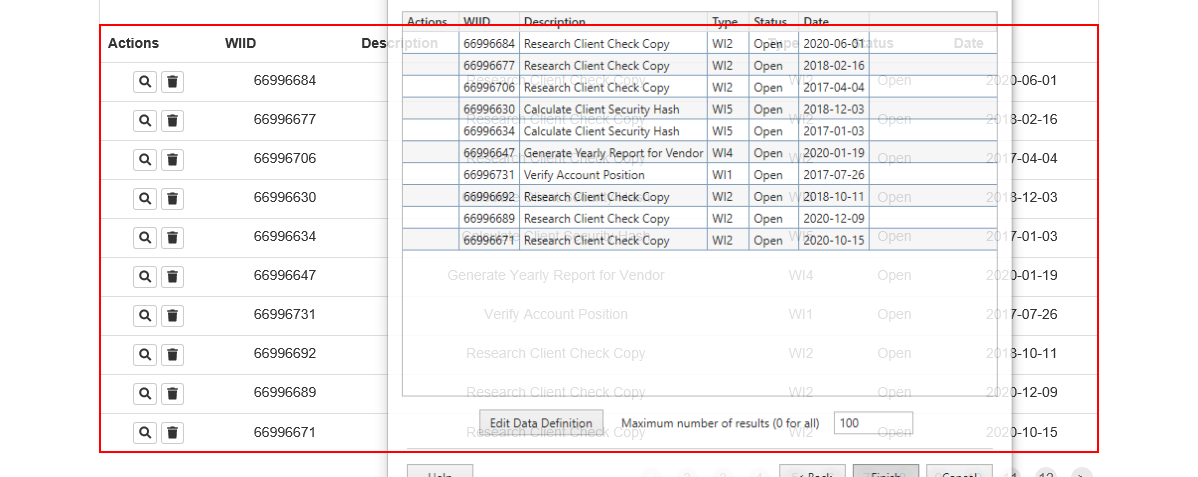 Actions WIID Description Type Status Date
Actions WIID Description Type Status Date
66996684 Research Client Check Copy WI2 Open 2020-06-01
66996677 Research Client Check Copy WI2 Open 2018-02-16
66996706 Research Client Check Copy WI2 Open 2017-04-04
66996630 Calculate Client Security Hash WI5 Open 2018-12-03
66996634 Calculate Client Security Hash WI5 Open 2017-01-03
66996647 Generate Yearly Report for Vendor WI4 Open 2020-01-19
66996731 Verify Account Position WI1 Open 2017-07-26
66996692 Research Client Check Copy WI2 Open 2018-10-11
66996689 Research Client Check Copy WI2 Open 2020-12-09
66996671 Research Client Check Copy WI2 Open 2020-10-15
66996684 Research Client Check Copy WI2 Open 2020-06-01
66996677 Research Client Check Copy WI2 Open 2018-02-16
66996706 WI2 Open 2017-04-04
66996630 Open 2018-12-03
66996634 Calculate Client Security Hash WI5 Open 2017-01-03
66996647 Generate Yearly Report for Vendor WI4 Open 2020-01-19
66996731 Verify Account Position WI1 Open 2017-07-26
66996692 Research Client Check Copy WI2 Open 2018-10-11
66996689 Research Client Check Copy WI2 Open 2020-12-09
66996671 Research Client Check Copy WI2 Open 2020-10-15
Edit Data Definition Maximum number of results (0 for all) 100
Help < Back Finish Cancel